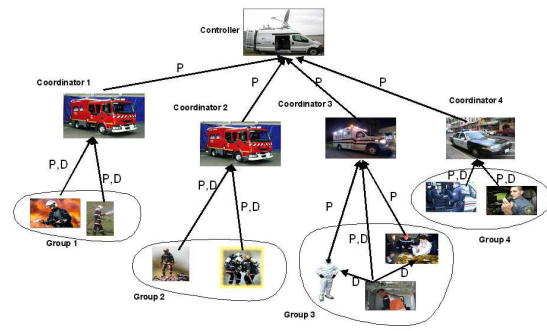 Controller
P
P
P
P
Coordinator 1
Coordinator 2
Coordinator 3
Coordinator 4
P,D
P,D
Group 1
P,D
P,D
Group 2
P
P,D
P
D
D
Group 3
P,D
P,D
Group 4